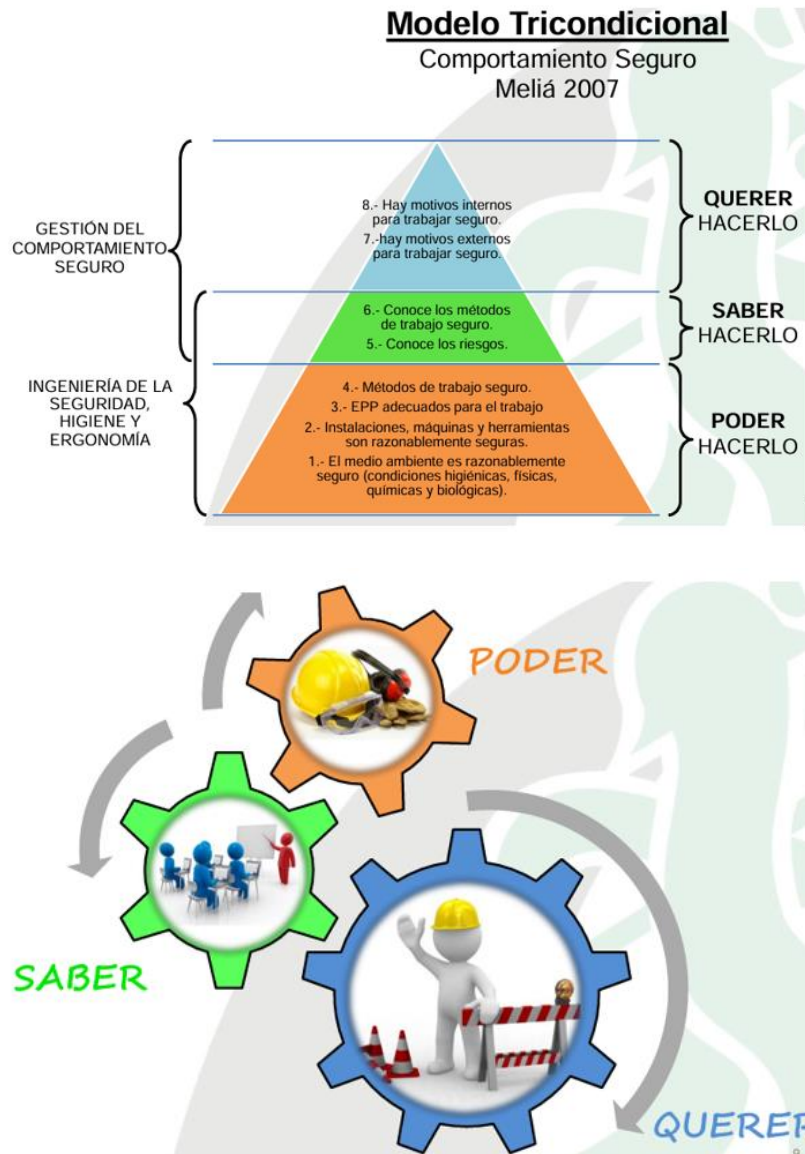 Modelo Tricondicional
Comportamiento Seguro
Meliá 2007
GESTIÓN DEL
COMPORTAMIENTO
SEGURO
INGENIERÍA DE LA
SEGURIDAD,
HIGIENE Y
ERGONOMÍA
8.- Hay motivos internos
para trabajar seguro.
7.-hay motivos externos
para trabajar seguro.
6.- Conoce los métodos
de trabajo seguro.
5.- Conoce los riesgos.
4.- Métodos de trabajo seguro.
3.- EPP adecuados para el trabajo
2.- Instalaciones, máquinas y herramientas
son razonablemente seguras.
1.- El medio ambiente es razonablemente
seguro (condiciones higiénicas, físicas,
químicas y biológicas).
QUERER
HACERLO
SABER
HACERLO
PODER
HACERLO
PODER
SABER
QUERER